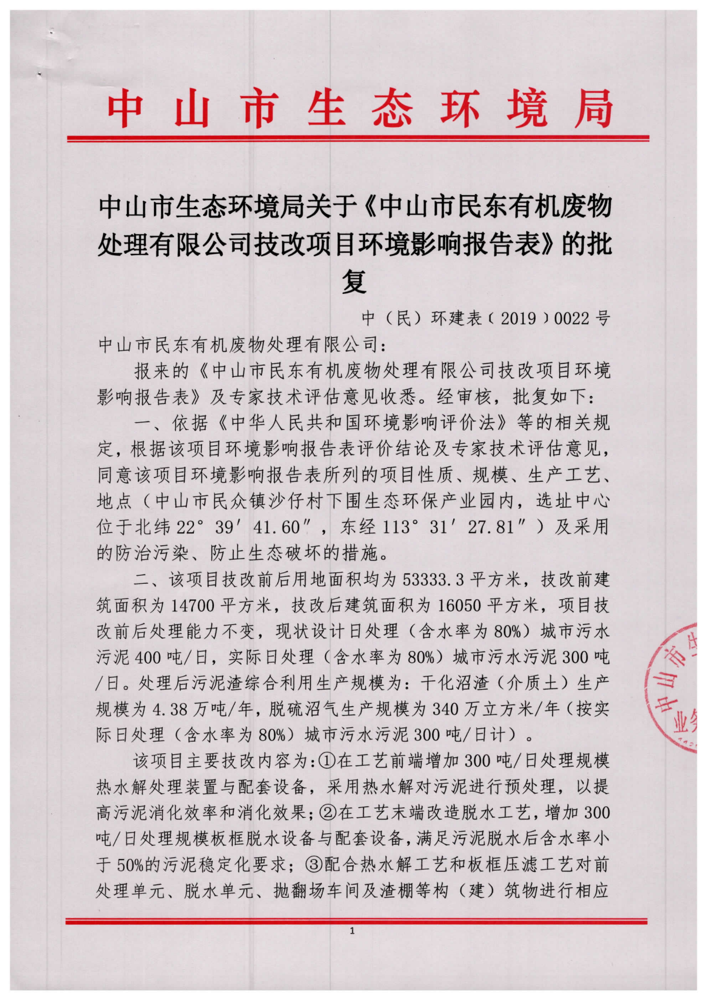 中山市生态环境局
中山市生态环境局关于《中山市民东有机废物
处理有限公司技改项目环境影响报告表》的批
复
中（民）环建表﹝2019﹞0022号
中山市民东有机废物处理有限公司：
报来的《中山市民东有机废物处理有限公司技改项目环境
影响报告表》及专家技术评估意见收悉。经审核，批复如下：
一、依据《中华人民共和国环境影响评价法》等的相关规
定，根据该项目环境影响报告表评价结论及专家技术评估意见，
同意该项目环境影响报告表所列的项目性质、规模、生产工艺、
地点（中山市民众镇沙仔村下围生态环保产业园内，选址中心
位于北纬22°39′41.60″，东经113°31′27.81″）及采用
的防治污染、防止生态破坏的措施。
二、该项目技改前后用地面积均为53333.3平方米，技改前建
筑面积为14700平方米，技改后建筑面积为16050平方米，项目技
改前后处理能力不变，现状设计日处理（含水率为80%）城市污水
污泥400吨/日，实际日处理（含水率为80%）城市污水污泥300吨
/日。处理后污泥渣综合利用生产规模为：干化沼渣（介质土）生产
规模为4.38万吨/年，脱硫沼气生产规模为340万立方米/年（按实
际日处理（含水率为80%）城市污水污泥300吨/日计）。
该项目主要技改内容为：①在工艺前端增加300吨/日处理规模
热水解处理装置与配套设备，采用热水解对污泥进行预处理，以提
高污泥消化效率和消化效果；②在工艺末端改造脱水工艺，增加300
吨/日处理规模板框脱水设备与配套设备，满足污泥脱水后含水率小
于50%的污泥稳定化要求；③配合热水解工艺和板框压滤工艺对前
处理单元、脱水单元、抛翻场车间及渣棚等构（建）筑物进行相应
1
中山市生
业务